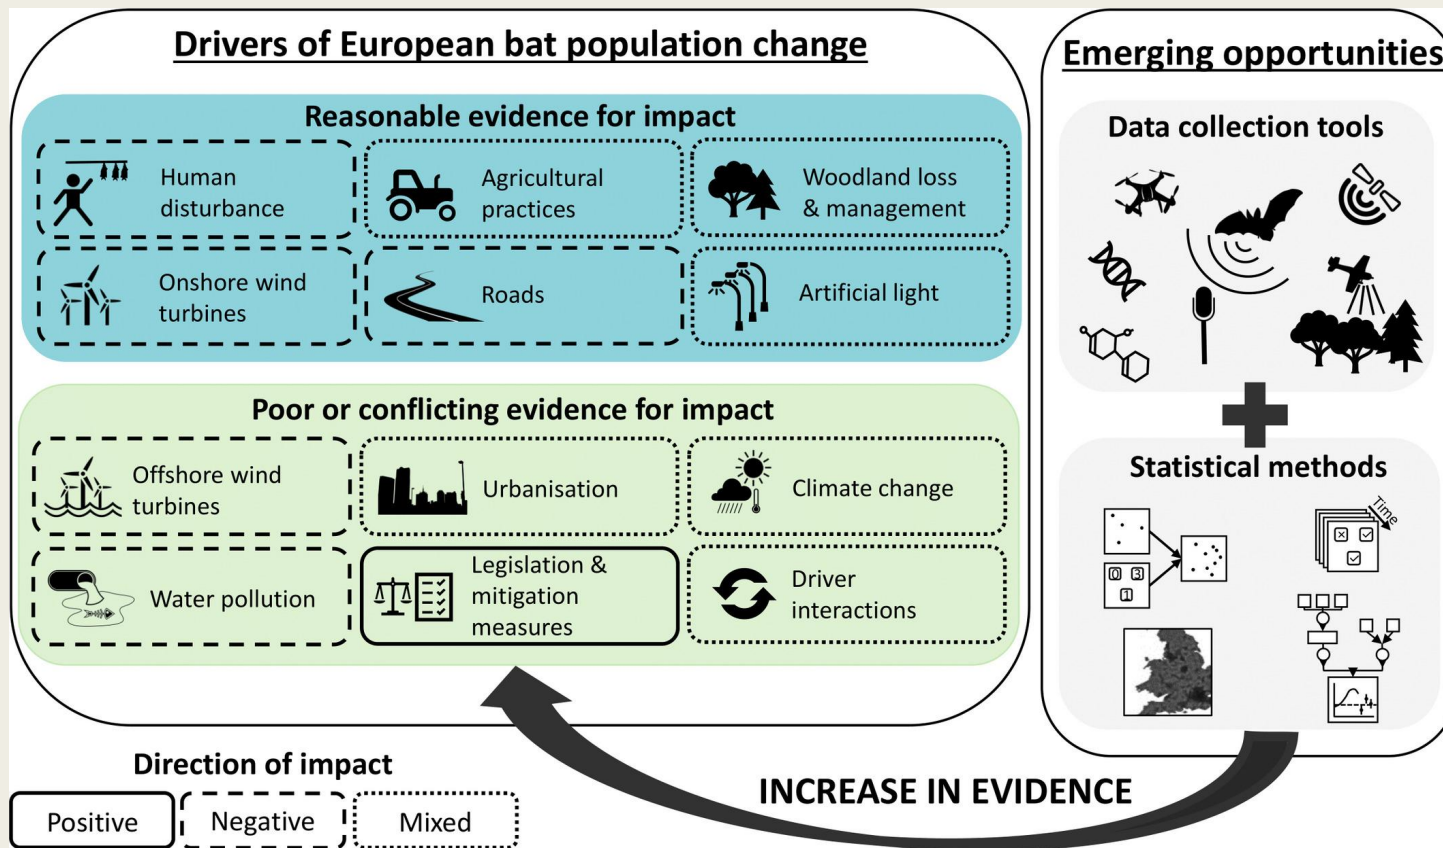 Drivers of European bat population change
Reasonable evidence for impact
Human
disturbance
Agricultural
practices
Woodland loss
& management
Onshore wind
turbines
Roads
Artificial light
Poor or conflicting evidence for impact
Offshore wind
turbines
Urbanisation
Climate change
Water pollution
Legislation &
mitigation
measures
Driver
interactions
Direction of impact
Positive
Negative
Mixed
INCREASE IN EVIDENCE
Emerging opportunities
Data collection tools
Statistical methods
0 3
1
Time